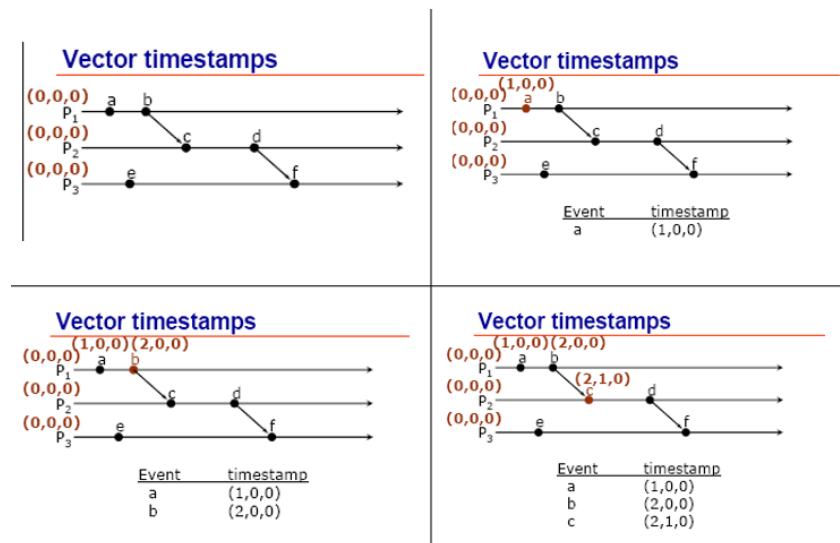 Vector timestamps
(0,0,0) a b
P1
(0,0,0) c d
P2
(0,0,0) e f
P3
Vector timestamps
(1,0,0)
(0,0,0) a b
P1
(0,0,0) c d
P2
(0,0,0) e f
P3
Event timestamp
a (1,0,0)
Vector timestamps
(1,0,0) (2,0,0)
(0,0,0) a b
P1
(0,0,0) c d
P2
(0,0,0) e f
P3
Event timestamp
a (1,0,0)
b (2,0,0)
Vector timestamps
(1,0,0) (2,0,0)
(0,0,0) a b
P1
(2,1,0)
(0,0,0) c d
P2
(0,0,0) e f
P3
Event timestamp
a (1,0,0)
b (2,0,0)
c (2,1,0)